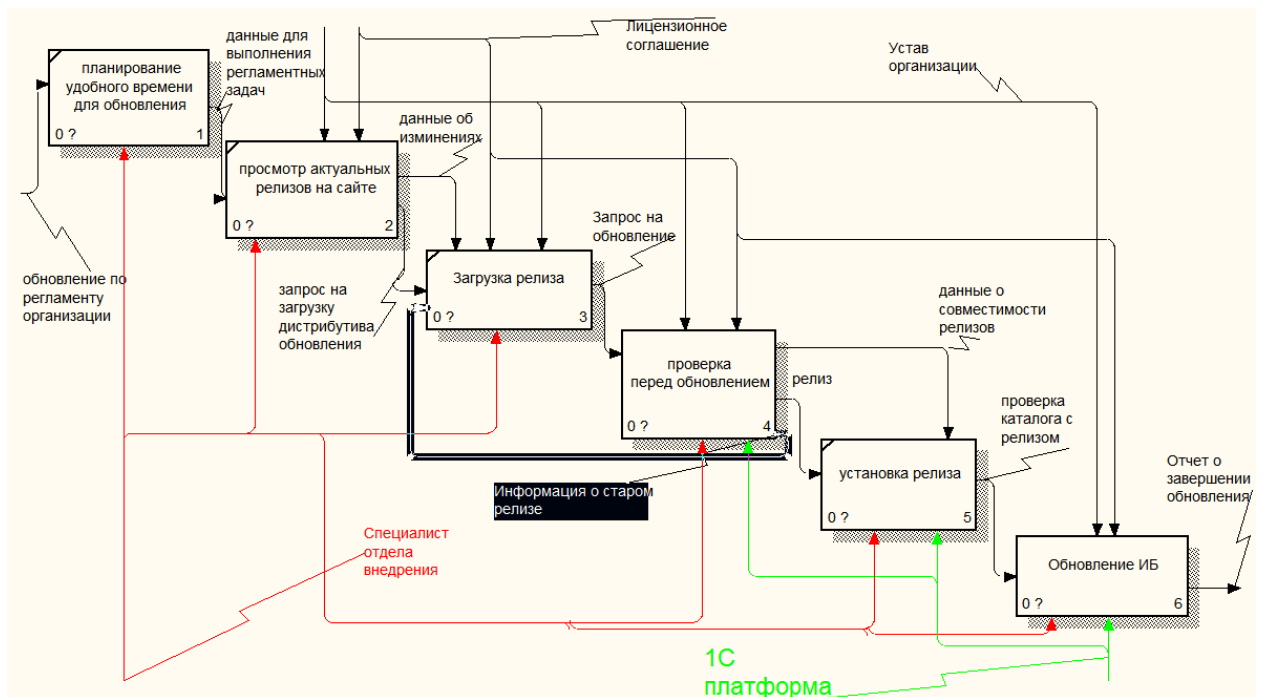 данные для
выполнения
регламентных
задач
Лицензионное
соглашение
Устав
организации
планирование
удобного времени
для обновления
0 ?
1
данные об
изминениях
просмотр актуальных
релизов на сайте
0 ?
2
Запрос на
обновление
обновление по
регламенту
организации
запрос на
загрузку
дистрибутива
обновления
Загрузка релиза
0 ?
3
данные о
совместимости
релизов
проверка
перед обновлением
0 ?
4
релиз
проверка
каталога с
релизом
установка релиза
0 ?
5
Отчет о
завершении
обновления
Информация о старом
релизе
Специалист
отдела
внедрения
Обновление ИБ
0 ?
6
1С
платформа